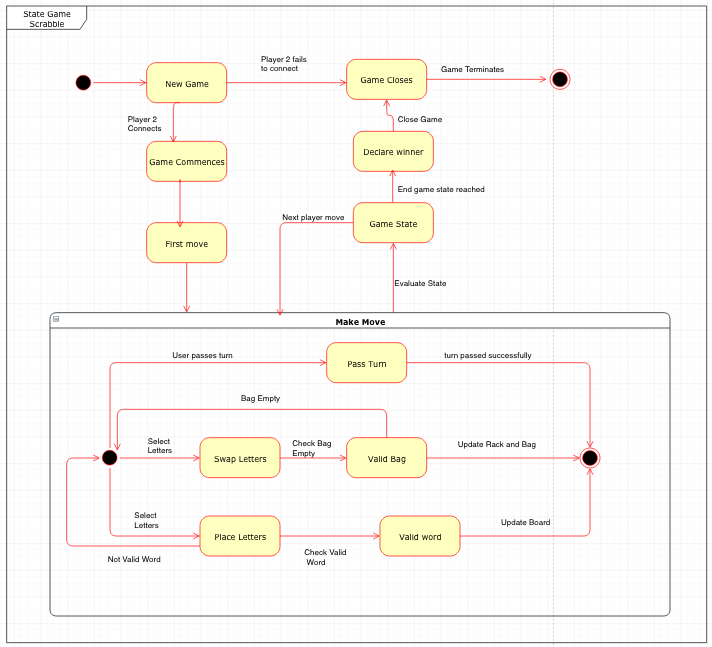 State Game
Scrabble
Player 2 fails
to connect
New Game
Game Closes
Game Terminates
Player 2
Connects
Close Game
Game Commences
Declare winner
End game state reached
Next player move
Game State
First move
Evaluate State
Make Move
User passes turn
Pass Turn
turn passed successfully
Bag Empty
Select
Letters
Swap Letters
Check Bag
Empty
Valid Bag
Update Rack and Bag
Select
Letters
Place Letters
Valid word
Update Board
Not Valid Word
Check Valid
Word